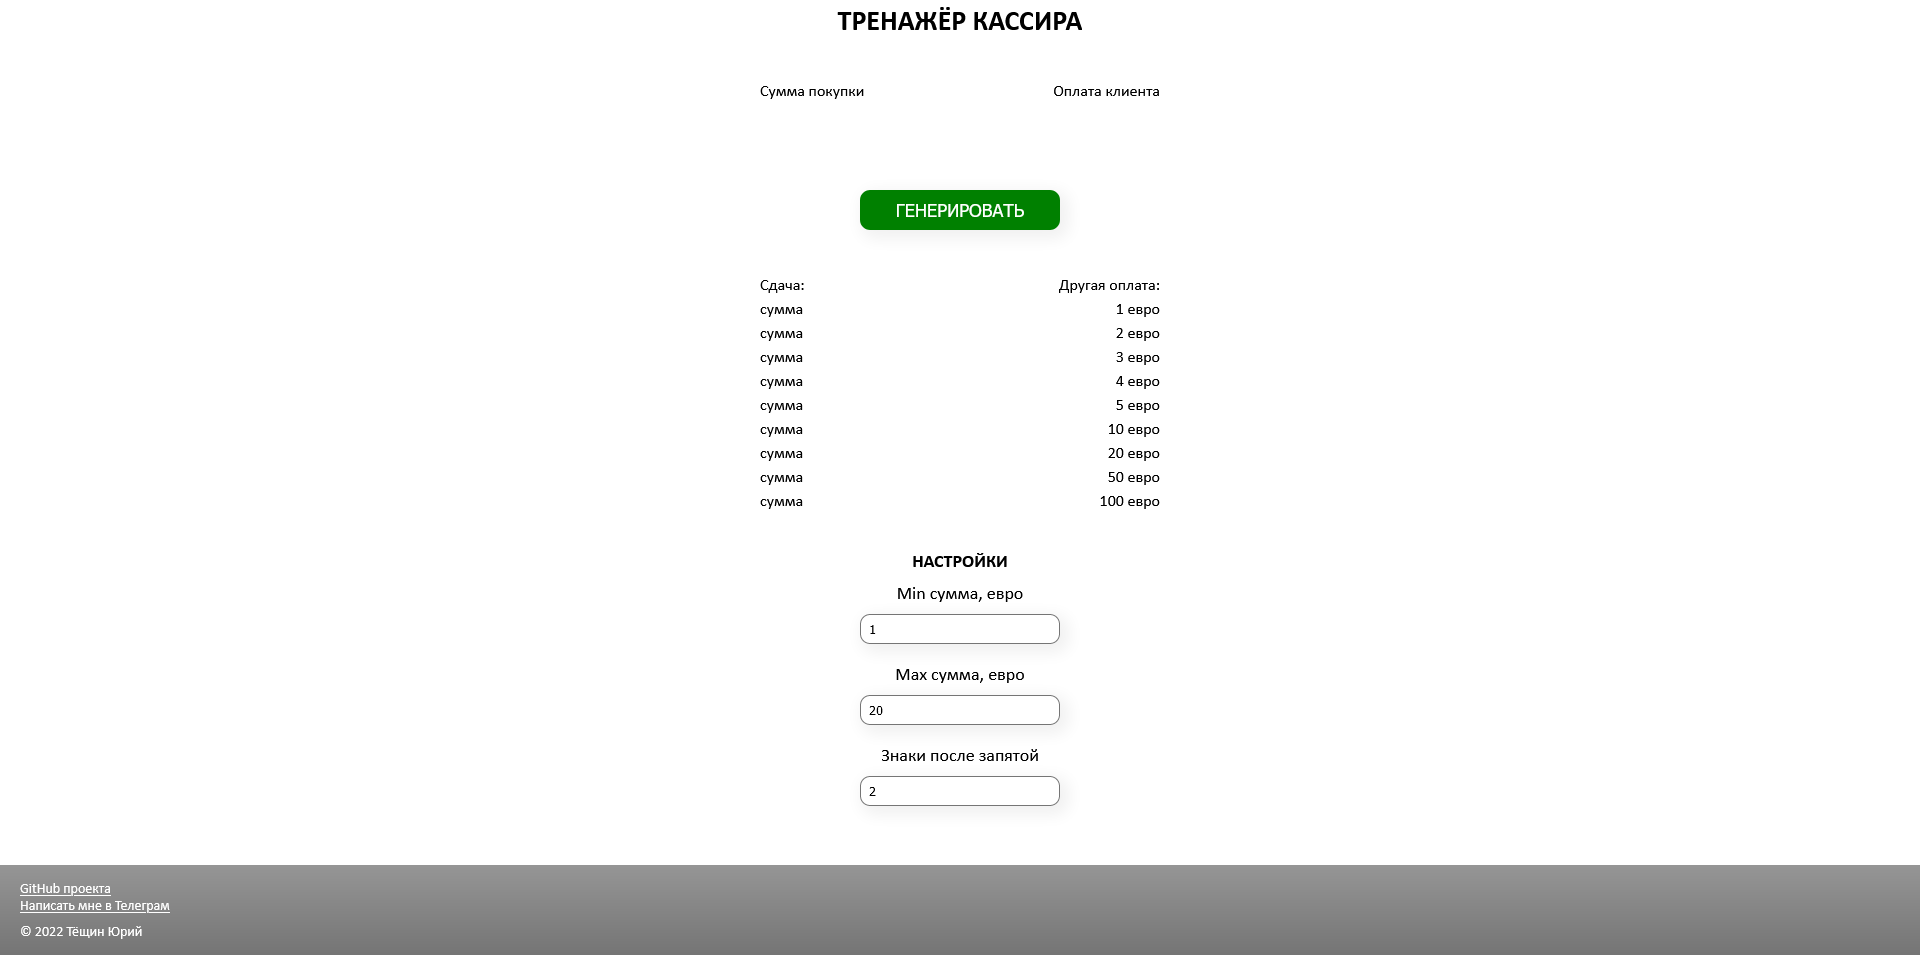 ТРЕНАЖЁР КАССИРА
Сумма покупки Оплата клиента
ГЕНЕРИРОВАТЬ
Сдача: Другая оплата:
сумма 1 евро
сумма 2 евро
сумма 3 евро
сумма 4 евро
сумма 5 евро
сумма 10 евро
сумма 20 евро
сумма 50 евро
сумма 100 евро
НАСТРОЙКИ
Min сумма, евро
1
Max сумма, евро
20
Знаки после запятой
2
GitHub проекта
Написать мне в Телеграм
© 2022 Тёщин Юрий